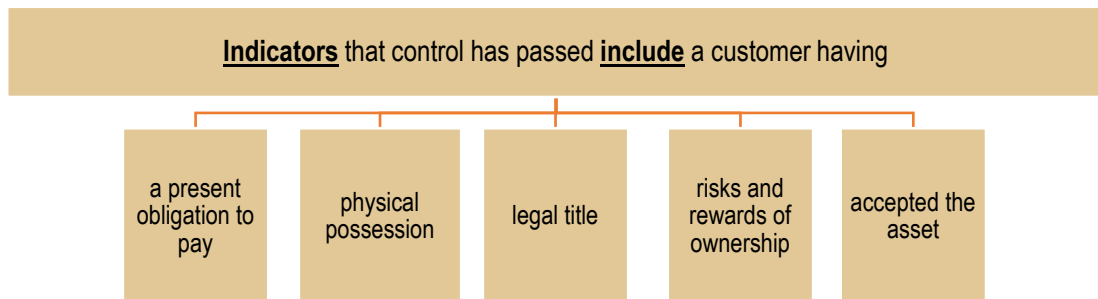 Indicators that control has passed include a customer having
a present
obligation to
pay
physical
possession
legal title
risks and
rewards of
ownership
accepted the
asset